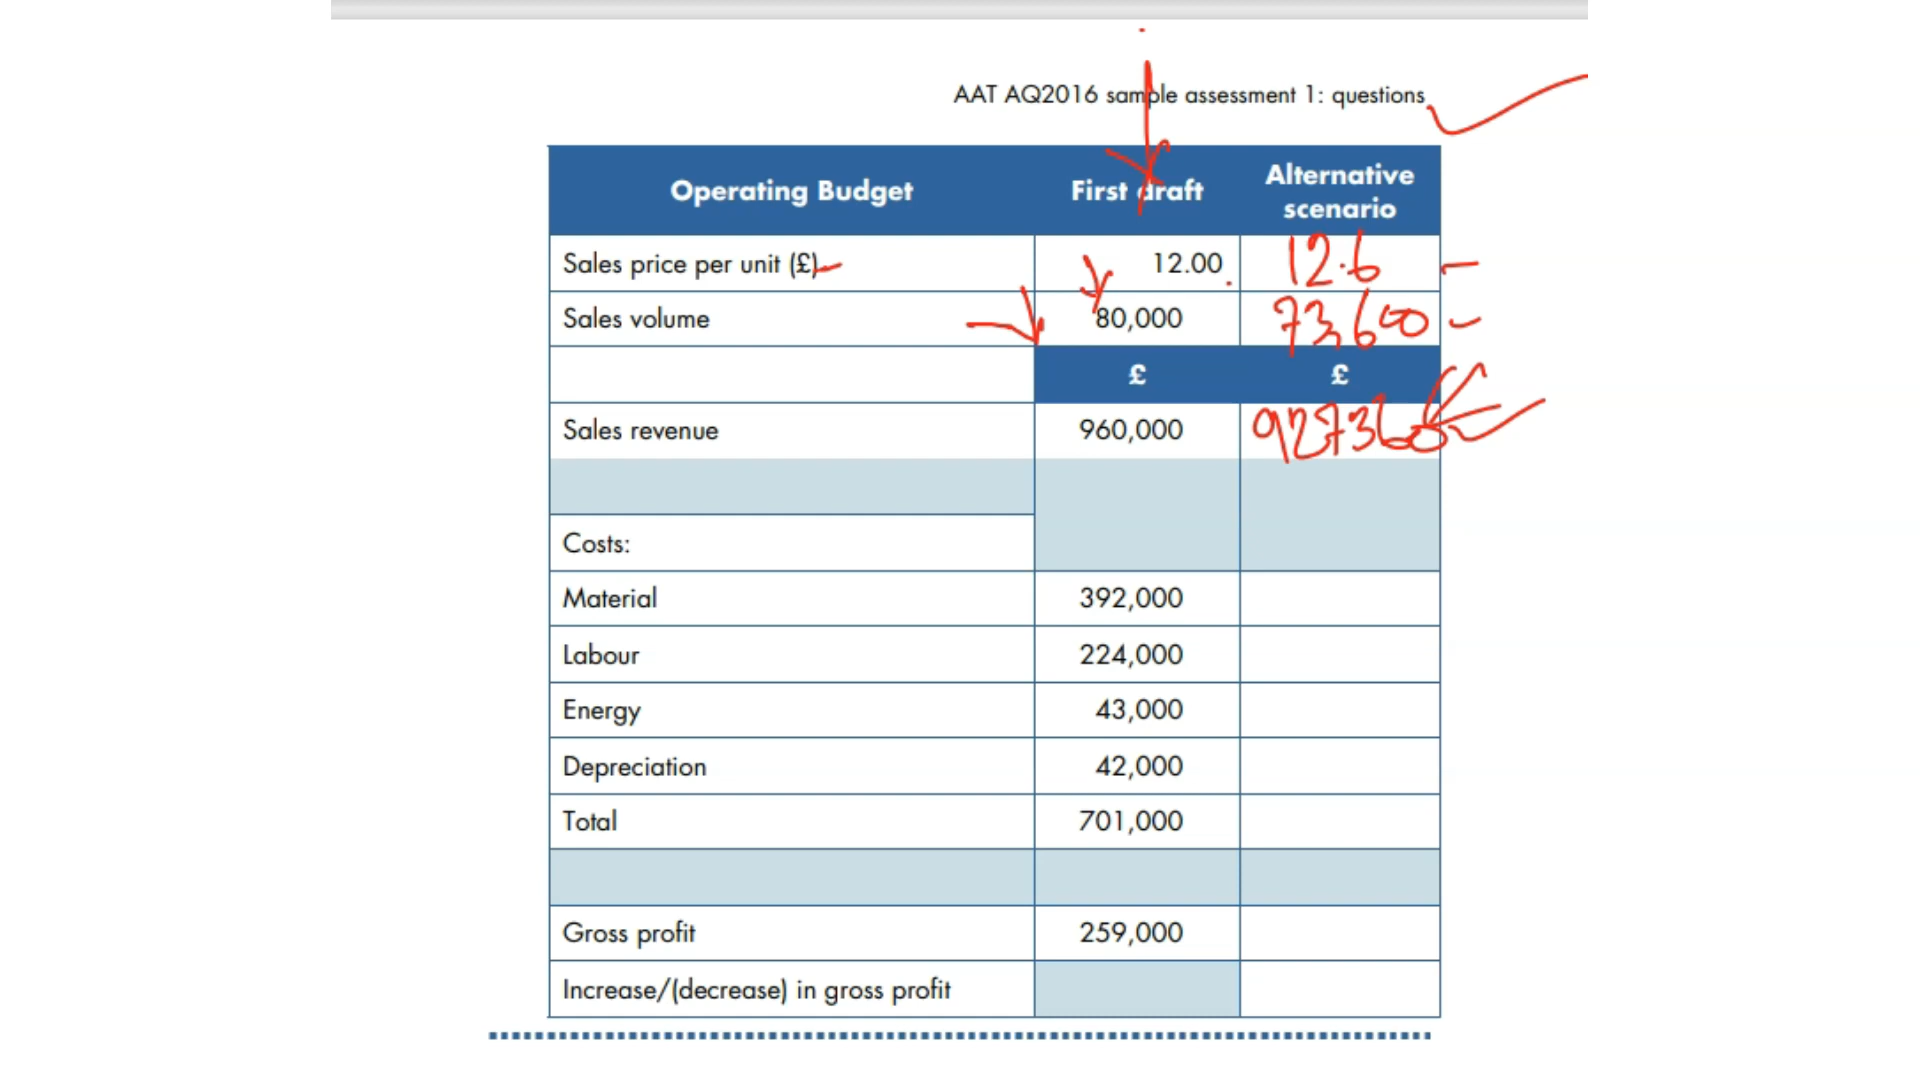 AAT AQ2016 sample assessment 1: questions
Operating Budget First draft Alternative scenario
Sales price per unit (£) 12.00 12.6
Sales volume 80,000 73,600
£ £
Sales revenue 960,000 927360
Costs:
Material 392,000
Labour 224,000
Energy 43,000
Depreciation 42,000
Total 701,000
Gross profit 259,000
Increase/(decrease) in gross profit